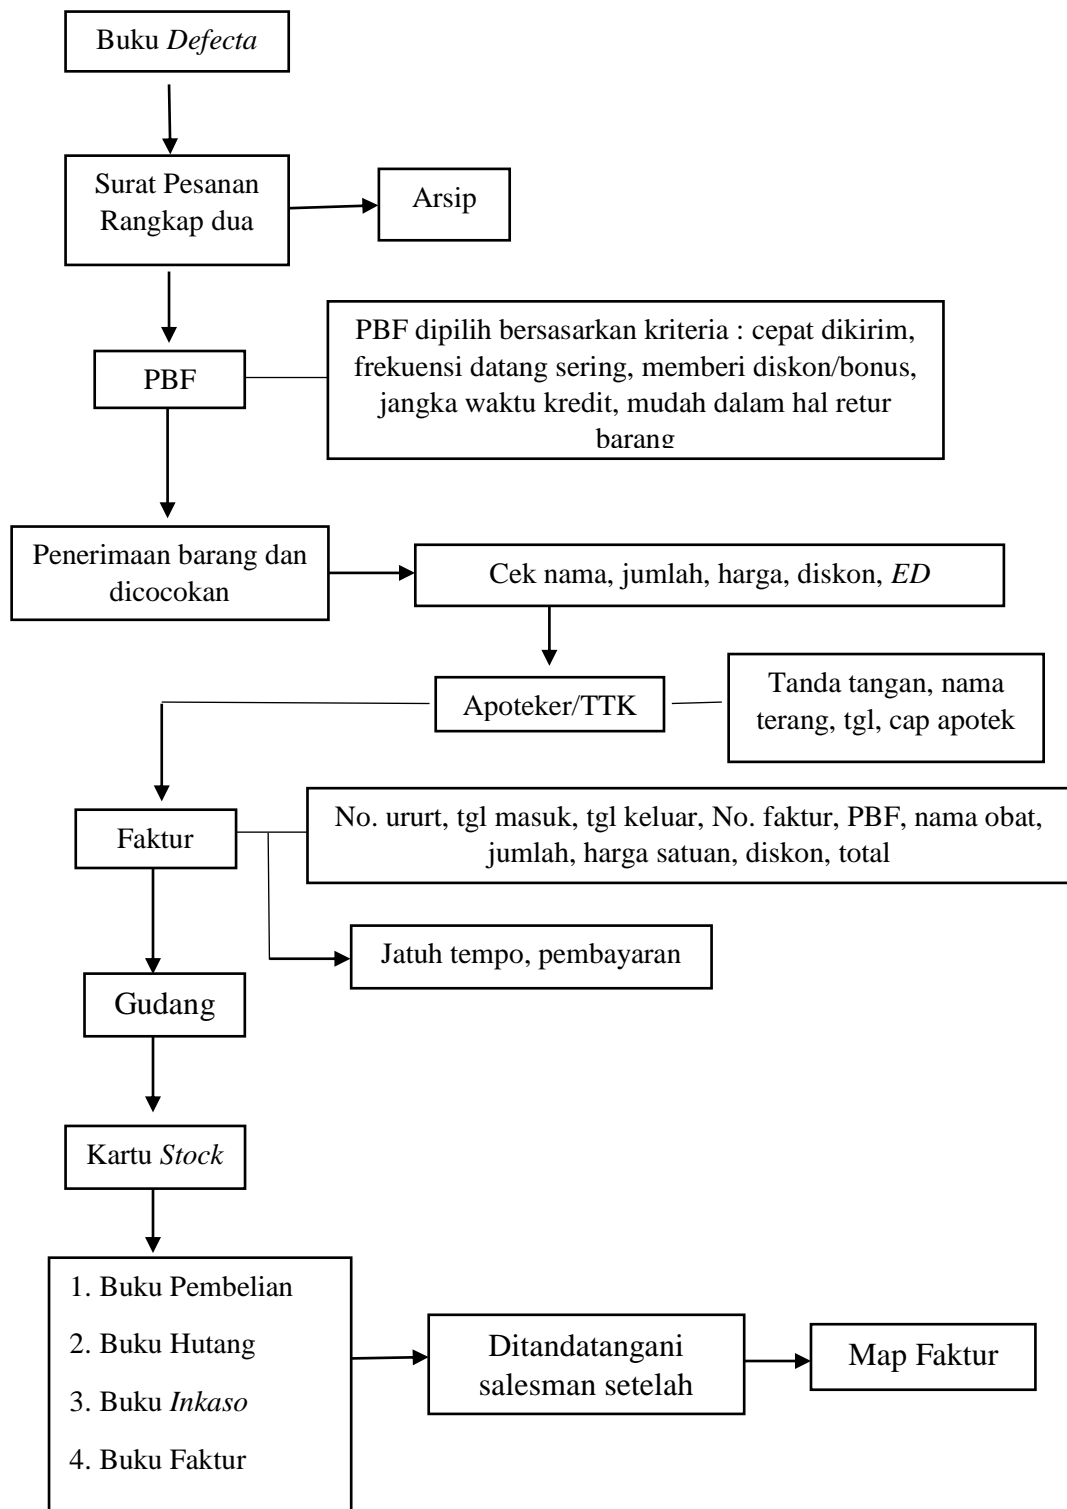 Buku Defecta
Surat Pesanan
Rangkap dua
Arsip
PBF dipilih bersasarkan kriteria : cepat dikirim,
frekuensi datang sering, memberi diskon/bonus,
jangka waktu kredit, mudah dalam hal retur
barang
PBF
Penerimaan barang dan
dicocokan
Cek nama, jumlah, harga, diskon, ED
Apoteker/TTK
Tanda tangan, nama
terang, tgl, cap apotek
Faktur
No. ururt, tgl masuk, tgl keluar, No. faktur, PBF, nama obat,
jumlah, harga satuan, diskon, total
Jatuh tempo, pembayaran
Gudang
Kartu Stock
1. Buku Pembelian
2. Buku Hutang
3. Buku Inkaso
4. Buku Faktur
Ditandatangani
salesman setelah
Map Faktur